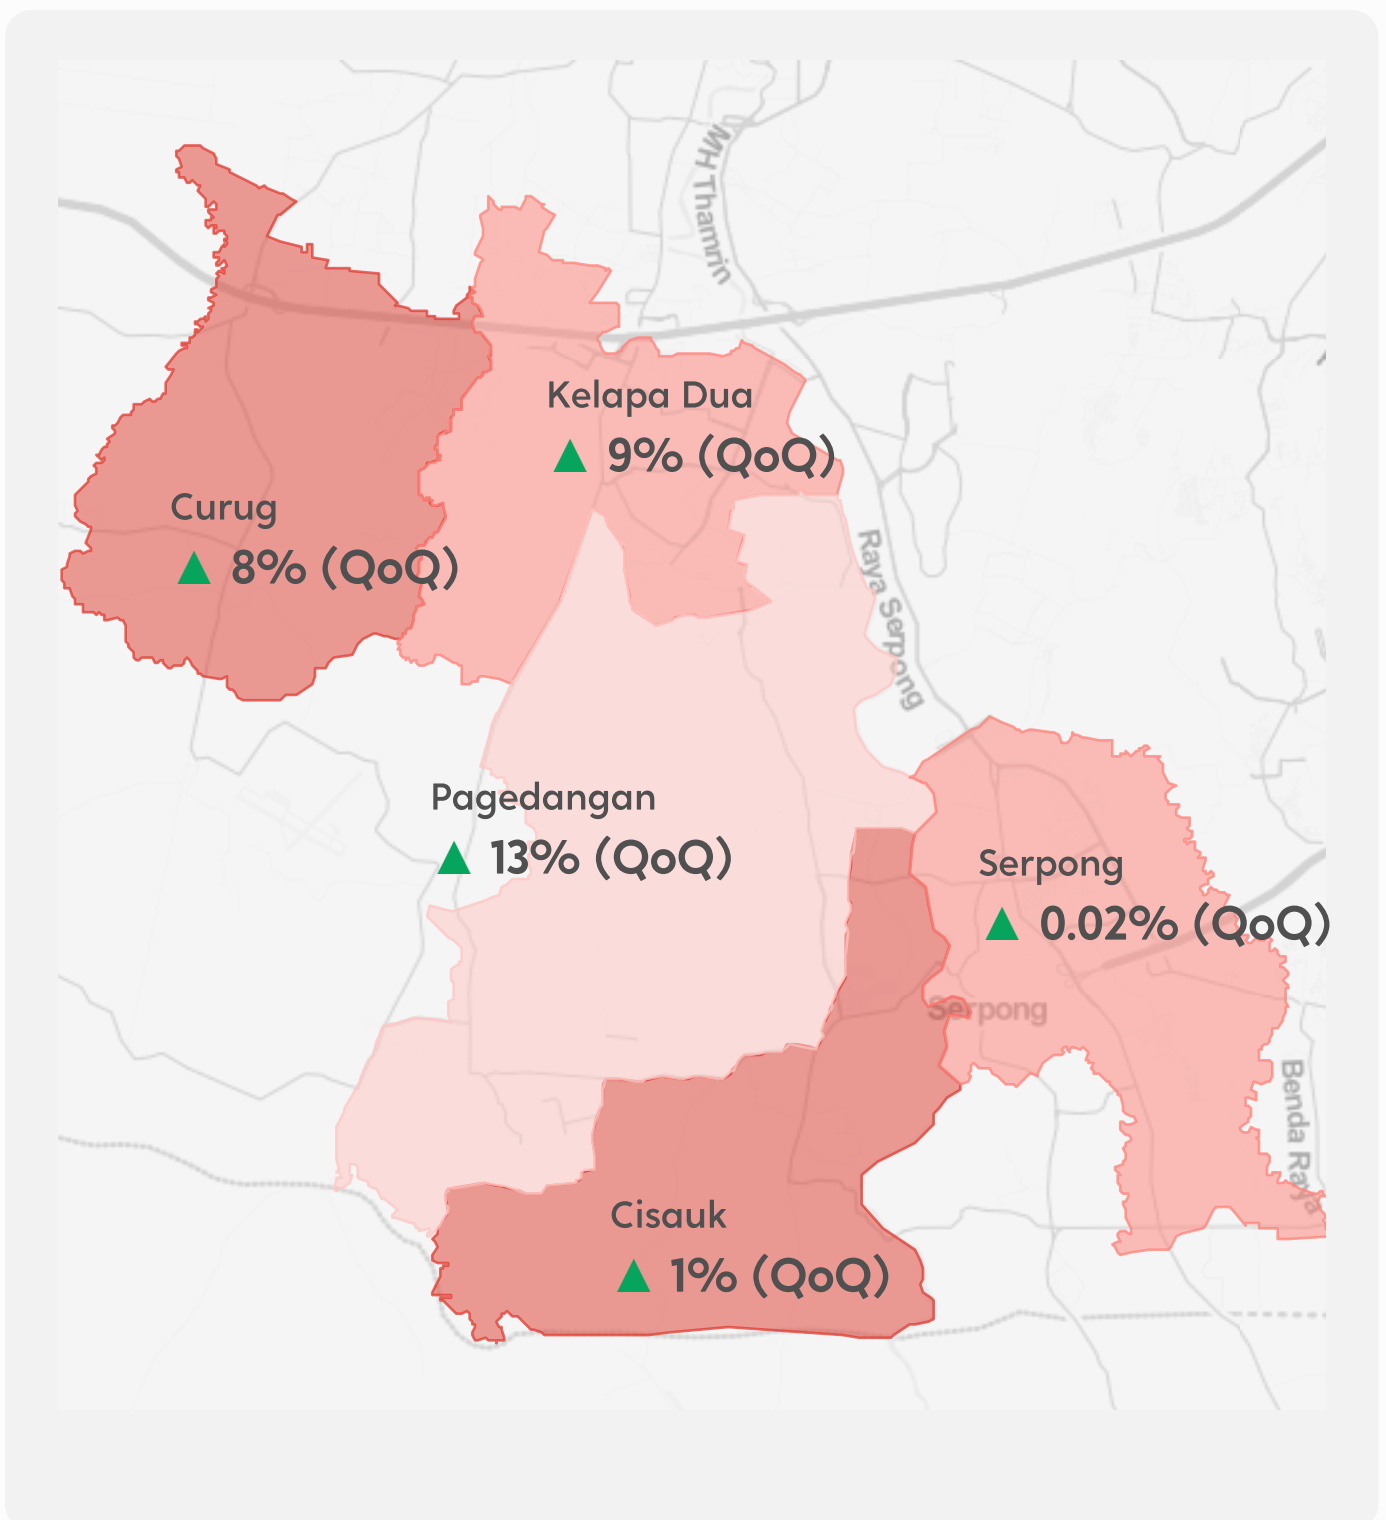 MH Thamrin
Kelapa Dua
▲ 9% (QoQ)
Curug
▲ 8% (QoQ)
Raya Serpong
Pagedangan
▲ 13% (QoQ)
Serpong
▲ 0.02% (QoQ)
Serpong
Benda Raya
Cisauk
▲ 1% (QoQ)